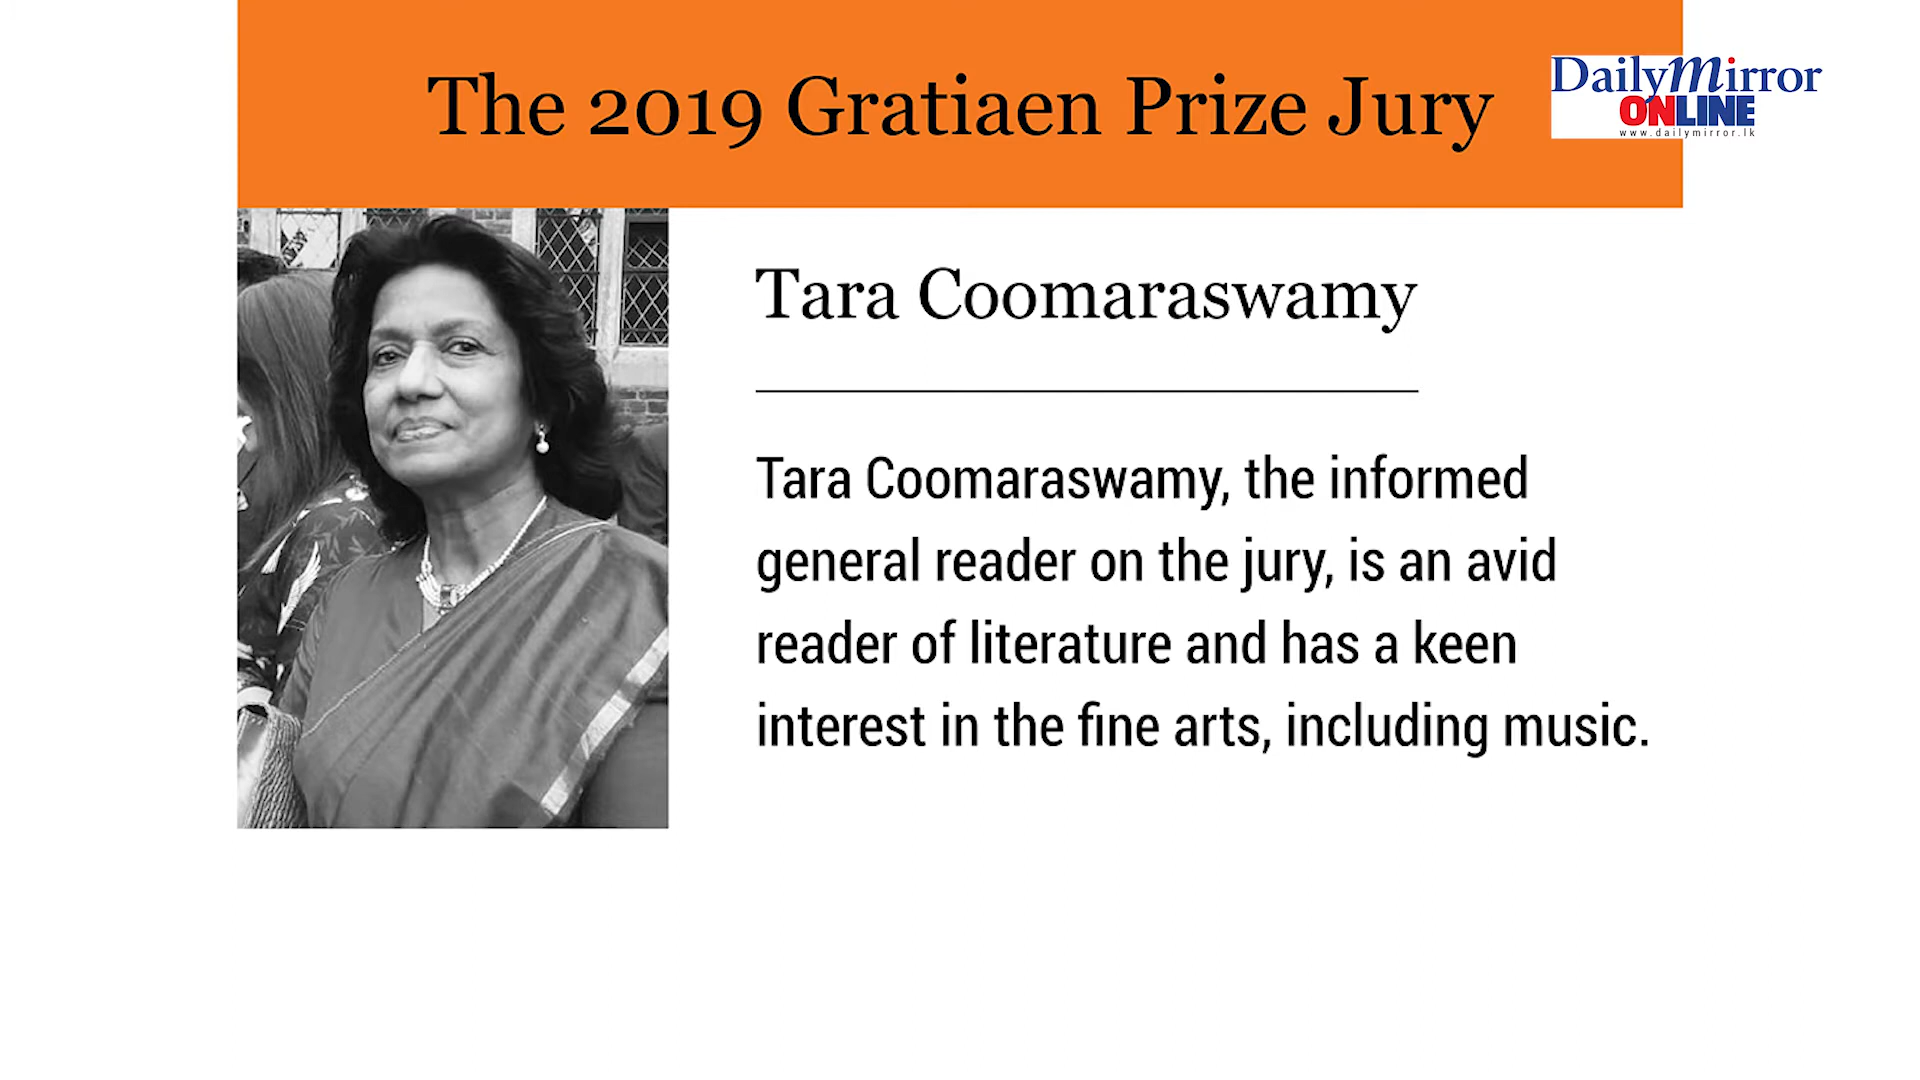 The 2019 Gratiaen Prize Jury
DailyMirror
ONLINE
www.dailymirror.lk
Tara Coomaraswamy
Tara Coomaraswamy, the informed
general reader on the jury, is an avid
reader of literature and has a keen
interest in the fine arts, including music.